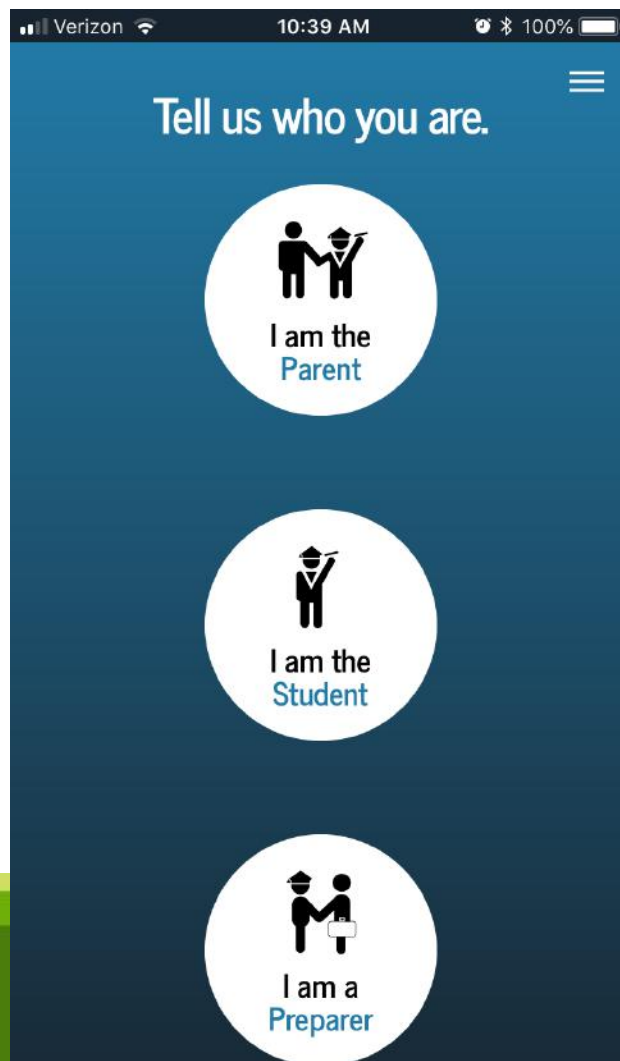 Verizon 10:39 AM 100%
Tell us who you are.
I am the
Parent
I am the
Student
I am a
Preparer